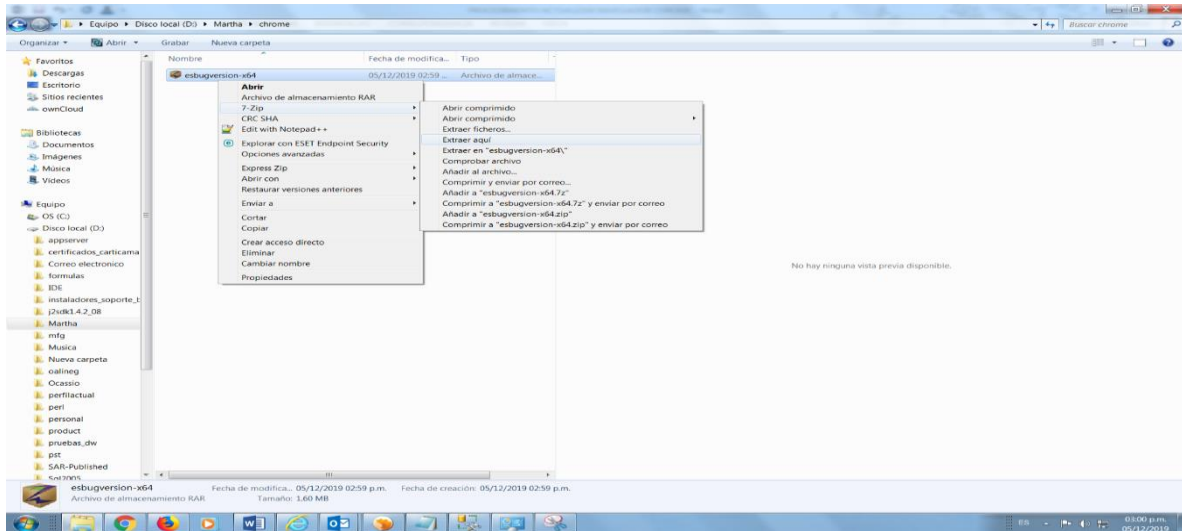 Equipo ▸ Disco local (D:) ▸ Martha ▸ chrome
Buscar chrome
Organizar Abrir Grabar Nueva carpeta
Favoritos
Descargas
Escritorio
Sitios recientes
ownCloud
Bibliotecas
Documentos
Imágenes
Música
Vídeos
Equipo
OS (C:)
Disco local (D:)
appserver
certificados_carticama
Correo electronico
formulas
IDE
instaladores_soporte_t
j2sdk1.4.2_08
Martha
mfg
Musica
Nueva carpeta
oalineg
Ocassio
perfilactual
perl
personal
product
pruebas_dw
pst
SAR-Published
Sol2005
Nombre Fecha de modifica... Tipo
esbugversion-x64 05/12/2019 02:59 ... Archivo de almace...
Abrir
Archivo de almacenamiento RAR
7-Zip
CRC SHA
Edit with Notepad++
Explorar con ESET Endpoint Security
Opciones avanzadas
Express Zip
Abrir con
Restaurar versiones anteriores
Enviar a
Cortar
Copiar
Crear acceso directo
Eliminar
Cambiar nombre
Propiedades
Abrir comprimido
Abrir comprimido
Extraer ficheros...
Extraer aquí
Extraer en "esbugversion-x64\"
Comprobar archivo
Añadir al archivo...
Comprimir y enviar por correo...
Añadir a "esbugversion-x64.7z"
Comprimir a "esbugversion-x64.7z" y enviar por correo
Añadir a "esbugversion-x64.zip"
Comprimir a "esbugversion-x64.zip" y enviar por correo
No hay ninguna vista previa disponible.
esbugversion-x64 Fecha de modifica... 05/12/2019 02:59 p.m. Fecha de creación: 05/12/2019 02:59 p.m.
Archivo de almacenamiento RAR Tamaño: 1,60 MB
ES
03:00 p.m.
05/12/2019